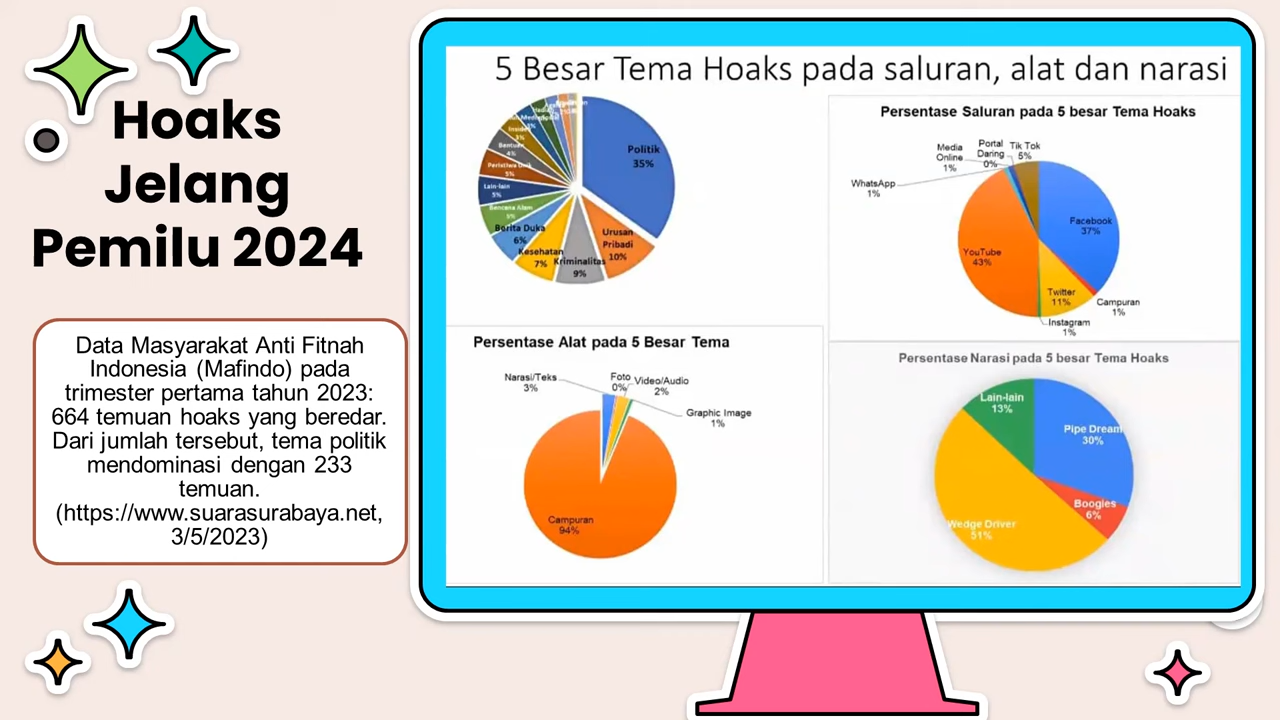 Hoaks
Jelang
Pemilu 2024
Data Masyarakat Anti Fitnah
Indonesia (Mafindo) pada
trimester pertama tahun 2023:
664 temuan hoaks yang beredar.
Dari jumlah tersebut, tema politik
mendominasi dengan 233
temuan.
(https://www.suarasurabaya.net,
3/5/2023)
5 Besar Tema Hoaks pada saluran, alat dan narasi
Politik
35%
Urusan
Pribadi
10%
Kriminalitas
9%
Kesehatan
7%
Berita Duka
6%
Bencana Alam
5%
Lain-lain
5%
Peristiwa Unik
5%
Bentuan
4%
3%
Persentase Saluran pada 5 besar Tema Hoaks
Media
Online
1%
Portal
Daring
0%
Tik Tok
5%
WhatsApp
1%
Facebook
37%
YouTube
43%
Twitter
11%
Campuran
1%
Instagram
1%
Persentase Alat pada 5 Besar Tema
Narasi/Teks
3%
Foto
0%
Video/Audio
2%
Graphic Image
1%
Campuran
94%
Persentase Narasi pada 5 besar Tema Hoaks
Lain-lain
13%
Pipe Dream
30%
Boogies
6%
Wedge Driver
51%